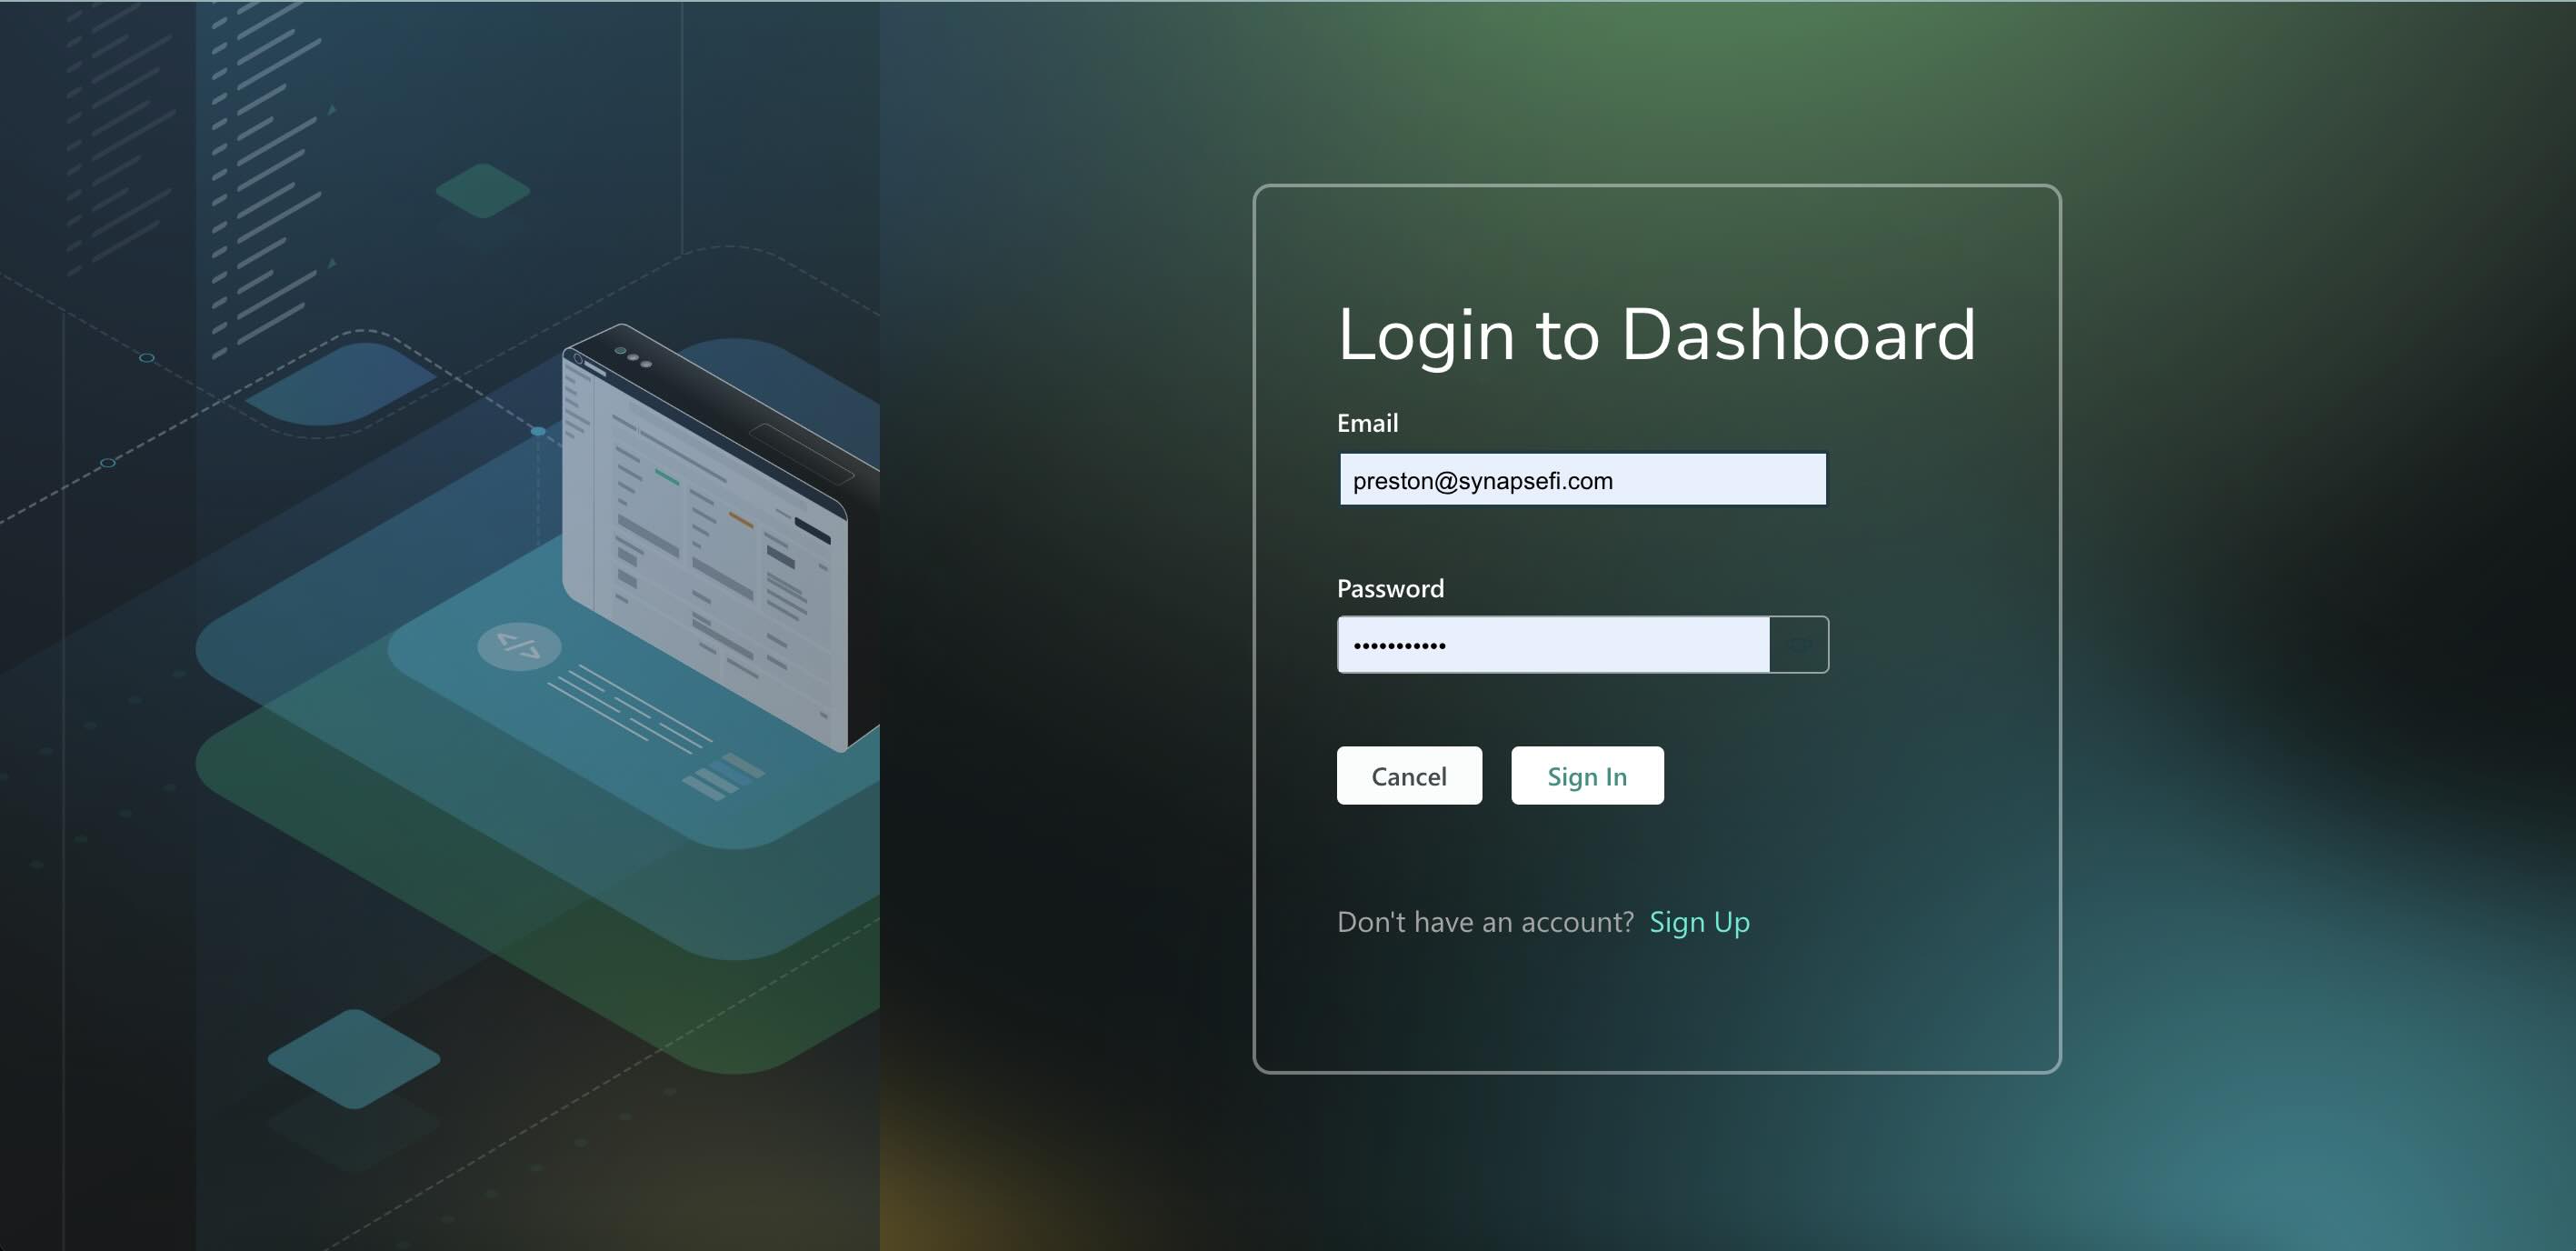 Login to Dashboard
Email
preston@synapsefi.com
Password
•••••••••••
Cancel
Sign In
Don't have an account? Sign Up